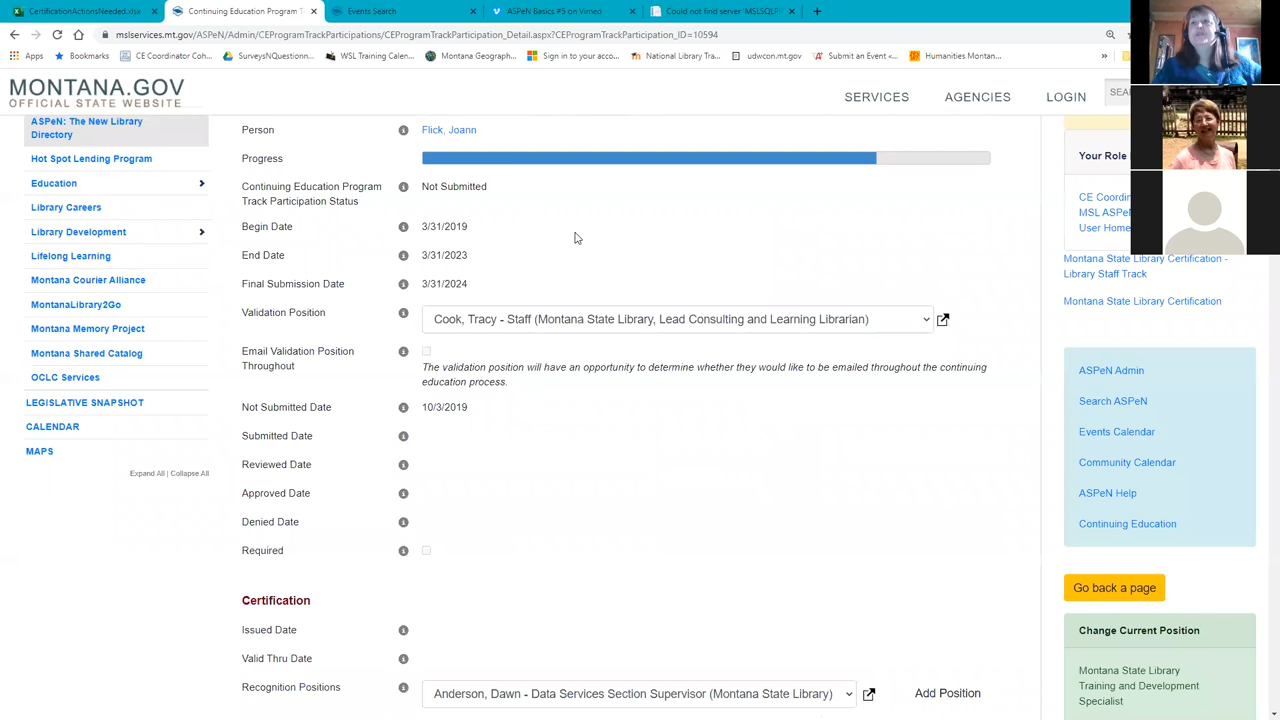 CertificationActionsNeeded.xlsx
Continuing Education Program T
Events Search
ASPeN Basics #5 on Vimeo
Could not find server 'MSLSQLP
mslservices.mt.gov/ASPeN/Admin/CEProgramTrackParticipations/CEProgramTrackParticipation_Detail.aspx?CEProgramTrackParticipation_ID=10594
Bookmarks
CE Coordinator Coh...
SurveysNQuestionn...
WSL Training Calen...
Montana Geograph...
Sign in to your acco...
National Library Tra...
udwcon.mt.gov
Submit an Event «...
Humanities Montan...
MONTANA.GOV
OFFICIAL STATE WEBSITE
SERVICES
AGENCIES
LOGIN
ASPeN: The New Library
Directory
Hot Spot Lending Program
Education
Library Careers
Library Development
Lifelong Learning
Montana Courier Alliance
MontanaLibrary2Go
Montana Memory Project
Montana Shared Catalog
OCLC Services
LEGISLATIVE SNAPSHOT
CALENDAR
MAPS
Expand All | Collapse All
Person Flick, Joann
Progress
Continuing Education Program
Track Participation Status Not Submitted
Begin Date 3/31/2019
End Date 3/31/2023
Final Submission Date 3/31/2024
Validation Position Cook, Tracy - Staff (Montana State Library, Lead Consulting and Learning Librarian)
Email Validation Position
Throughout
The validation position will have an opportunity to determine whether they would like to be emailed throughout the continuing
education process.
Not Submitted Date 10/3/2019
Submitted Date
Reviewed Date
Approved Date
Denied Date
Required
Certification
Issued Date
Valid Thru Date
Recognition Positions Anderson, Dawn - Data Services Section Supervisor (Montana State Library) Add Position
Your Role
CE Coordin
MSL ASPeN
User Home
Montana State Library Certification -
Library Staff Track
Montana State Library Certification
ASPeN Admin
Search ASPeN
Events Calendar
Community Calendar
ASPeN Help
Continuing Education
Go back a page
Change Current Position
Montana State Library
Training and Development
Specialist